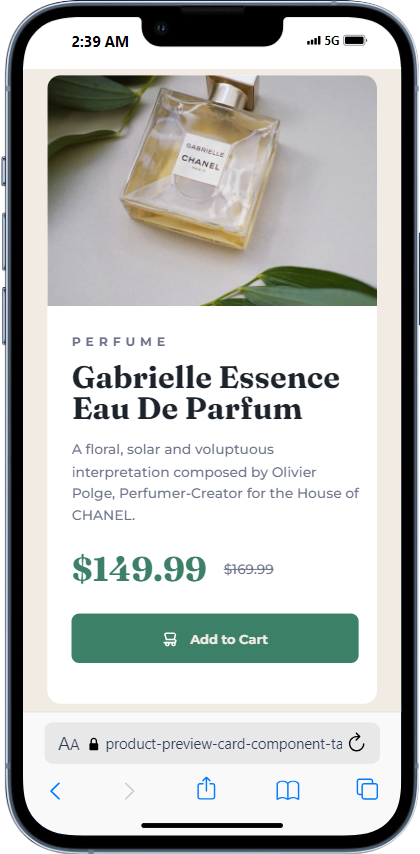 2:39 AM
5G
GABRIELLE
CHANEL
PARIS
PERFUME
Gabrielle Essence
Eau De Parfum
A floral, solar and voluptuous
interpretation composed by Olivier
Polge, Perfumer-Creator for the House of
CHANEL.
$149.99 $169.99
Add to Cart
AA product-preview-card-component-ta